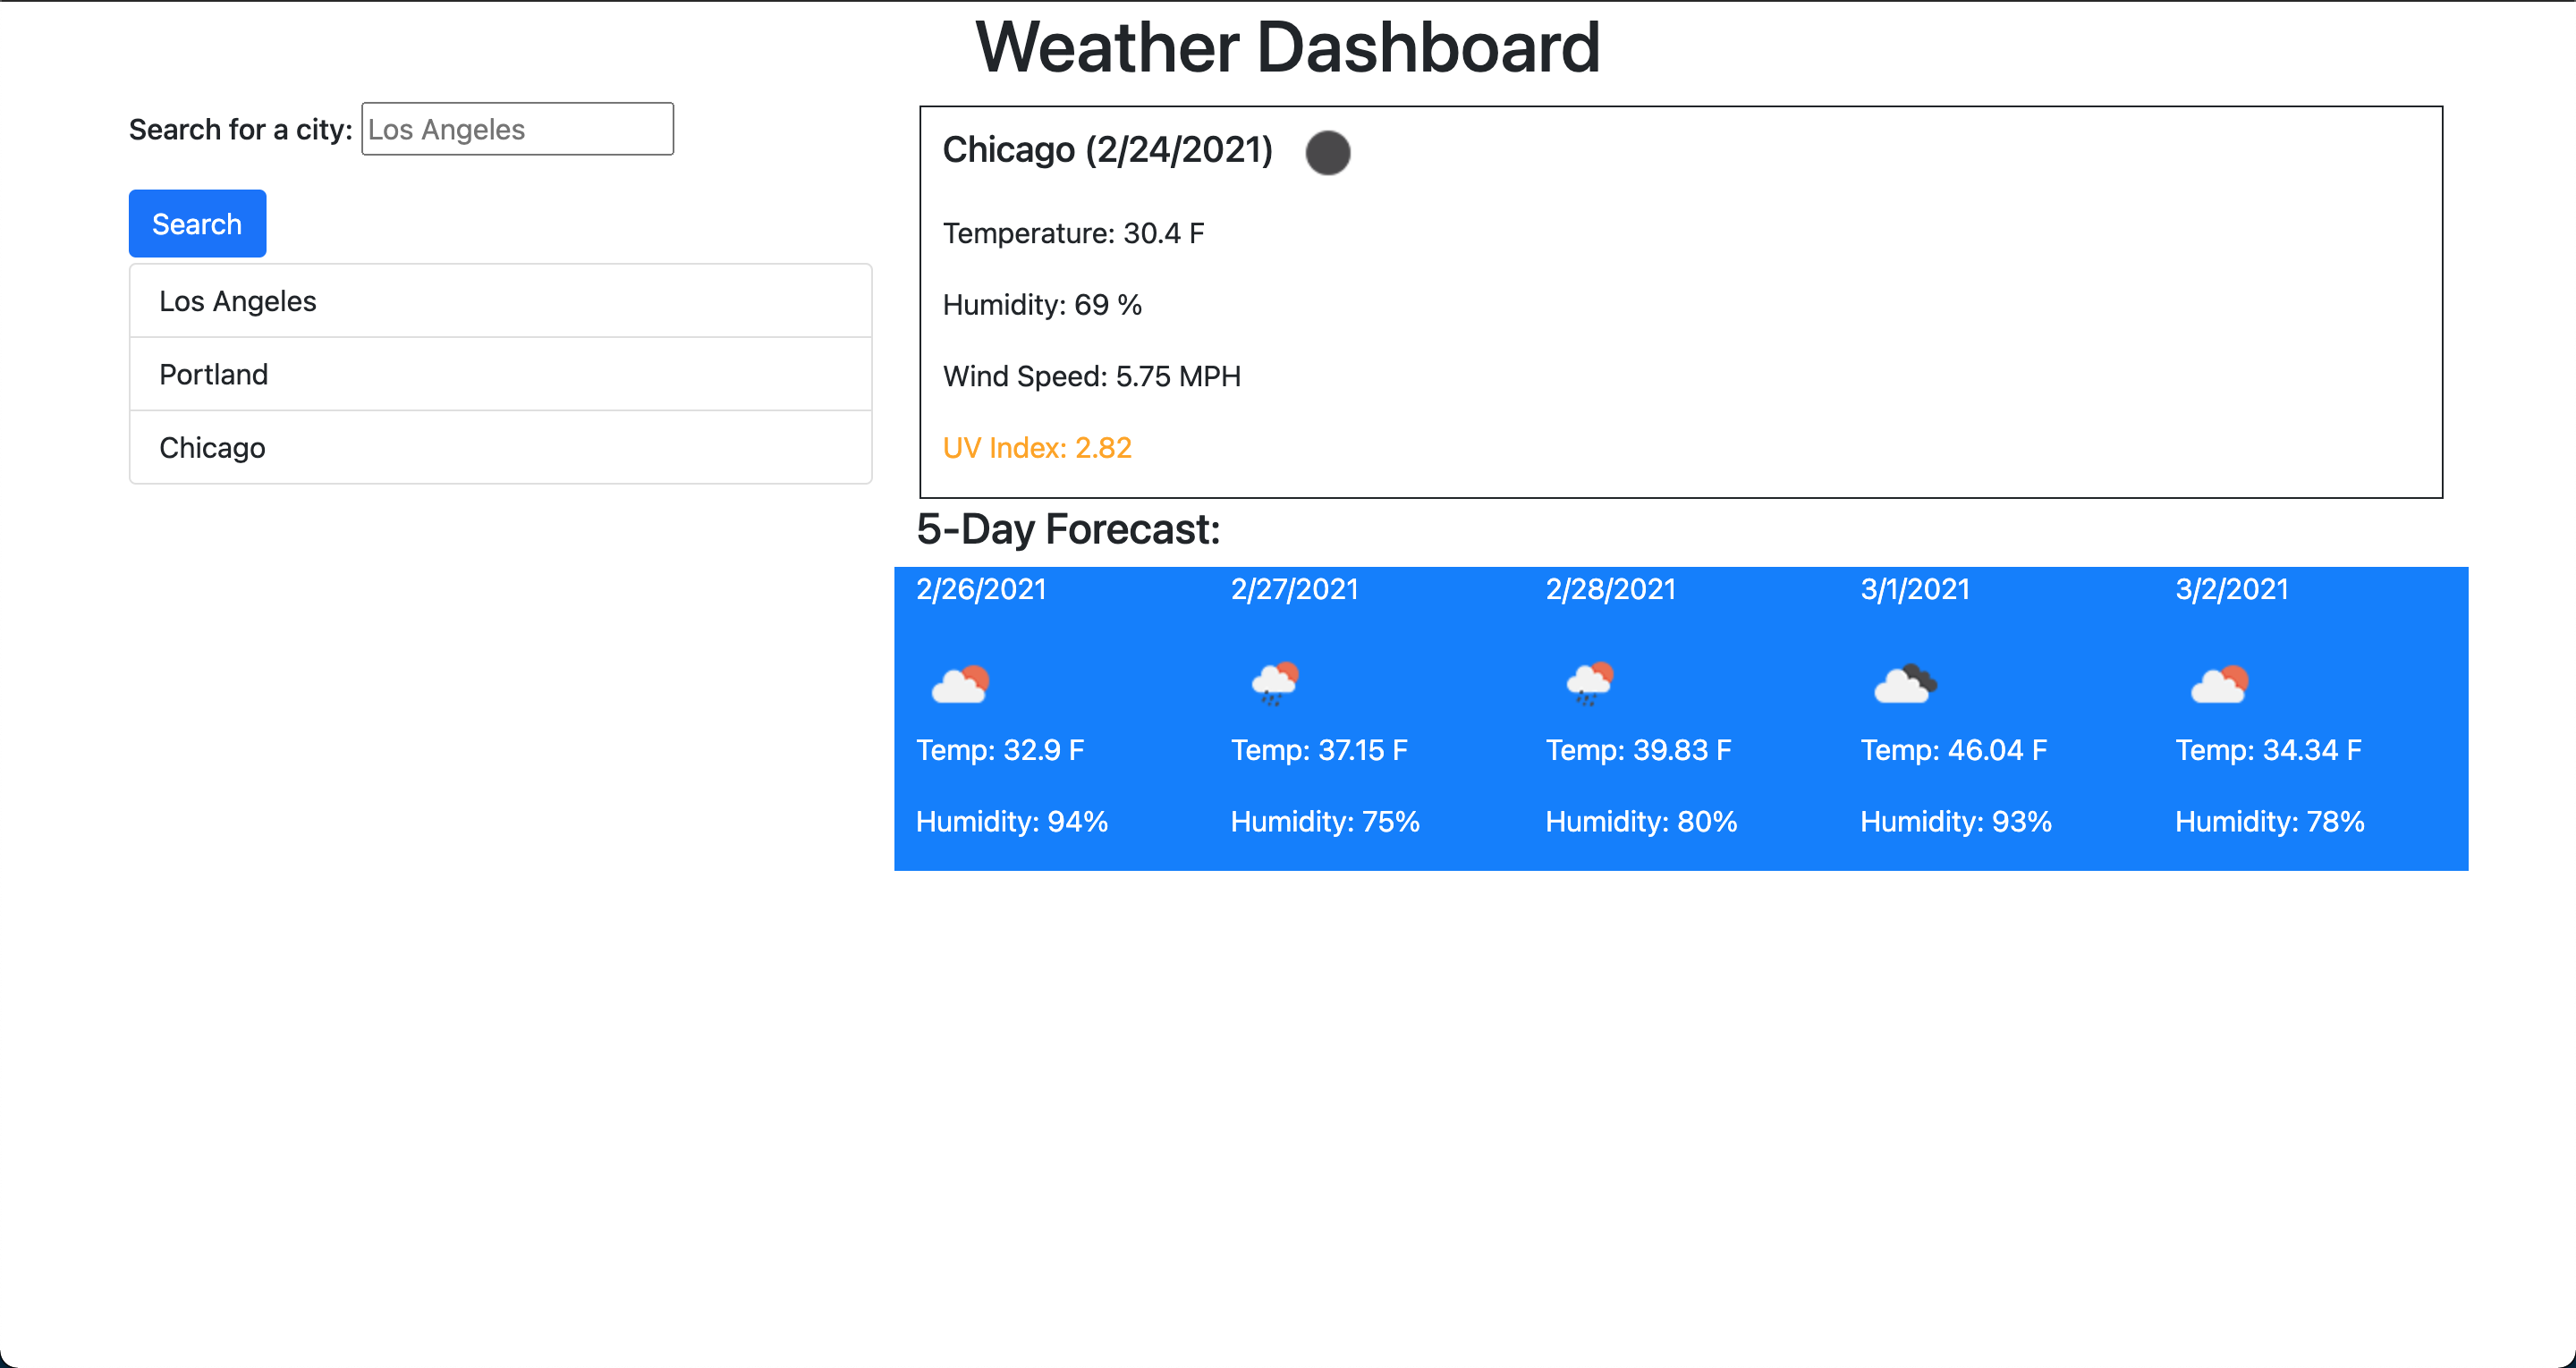 Weather Dashboard
Search for a city: Los Angeles
Search
Los Angeles
Portland
Chicago
Chicago (2/24/2021)
Temperature: 30.4 F
Humidity: 69 %
Wind Speed: 5.75 MPH
UV Index: 2.82
5-Day Forecast:
2/26/2021
Temp: 32.9 F
Humidity: 94%
2/27/2021
Temp: 37.15 F
Humidity: 75%
2/28/2021
Temp: 39.83 F
Humidity: 80%
3/1/2021
Temp: 46.04 F
Humidity: 93%
3/2/2021
Temp: 34.34 F
Humidity: 78%